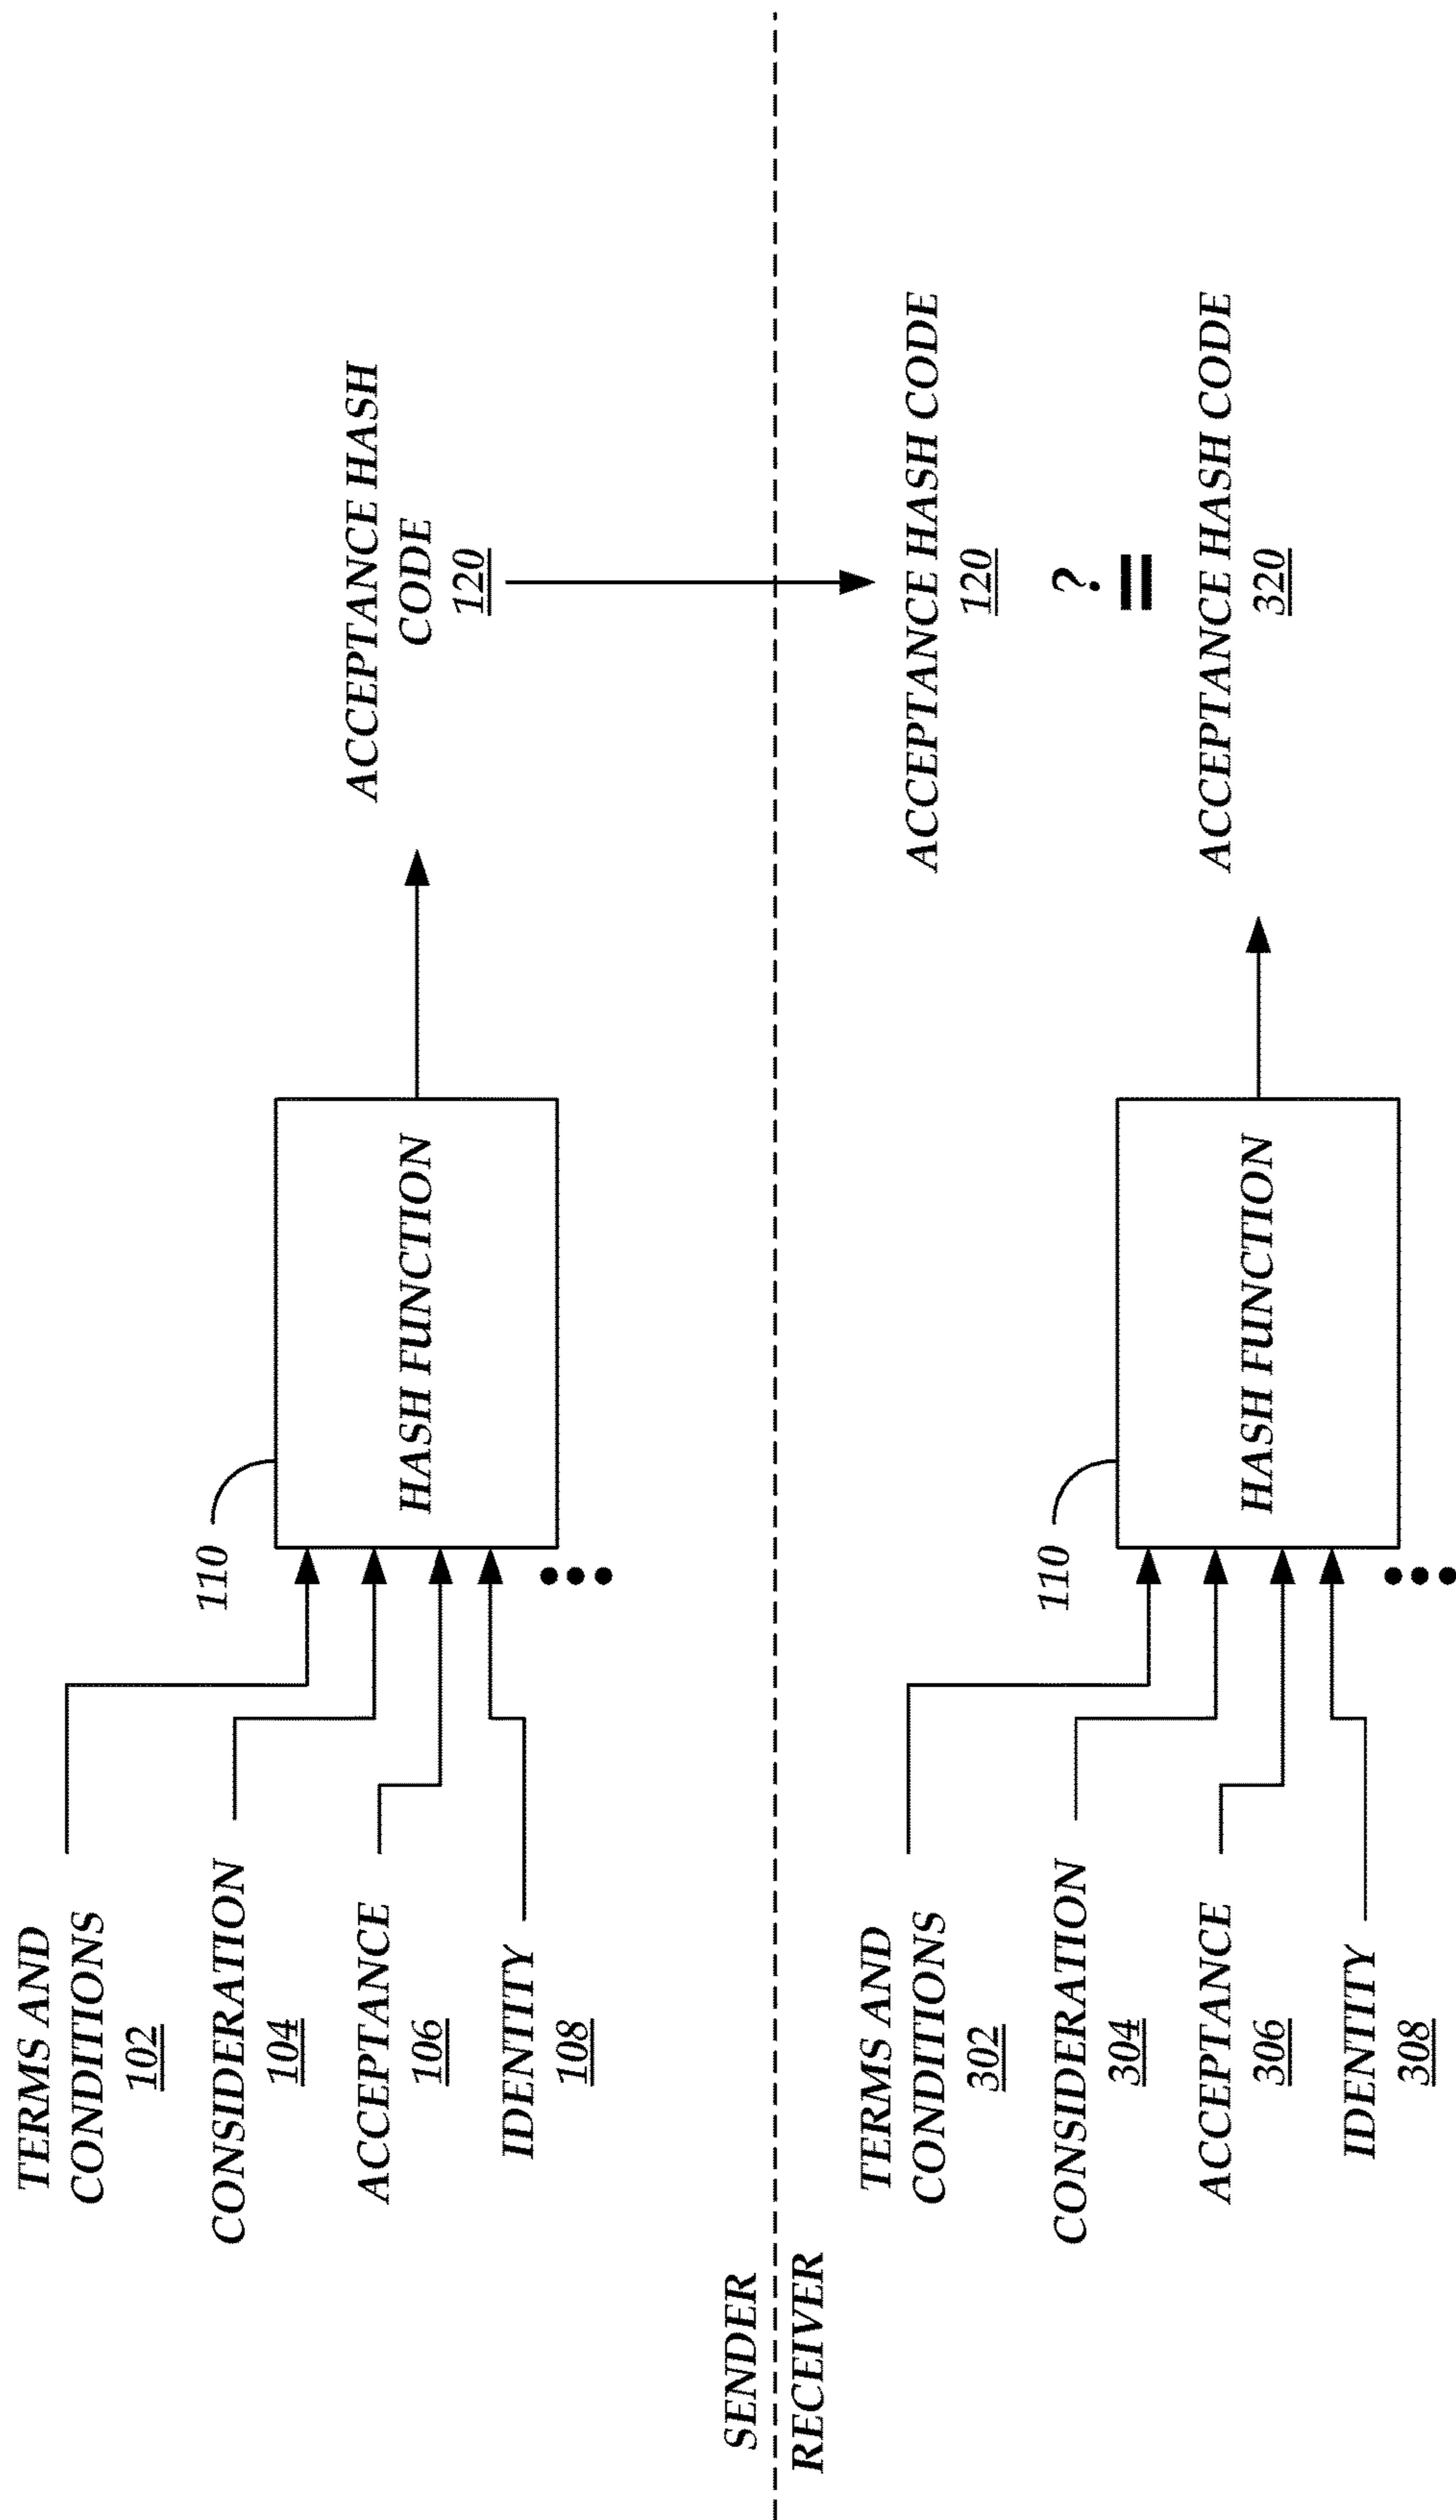 TERMS AND
CONDITIONS
102
CONSIDERATION
104
ACCEPTANCE
106
IDENTITY
108
110
HASH FUNCTION
ACCEPTANCE HASH
CODE
120
SENDER
RECEIVER
TERMS AND
CONDITIONS
302
CONSIDERATION
304
ACCEPTANCE
306
IDENTITY
308
110
HASH FUNCTION
ACCEPTANCE HASH CODE
120
?
=
ACCEPTANCE HASH CODE
320